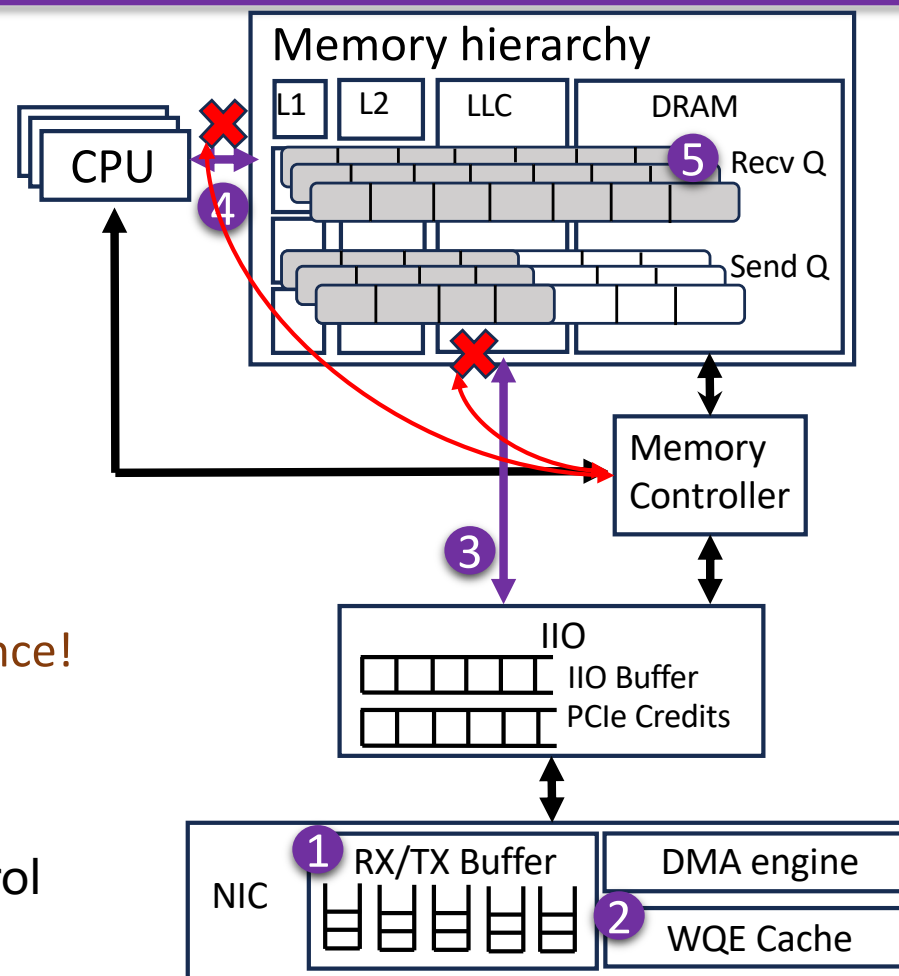 Memory hierarchy
L1
L2
LLC
DRAM
CPU
5
Recv Q
4
Send Q
Memory
Controller
3
nce!
IIO
IIO Buffer
PCIe Credits
1
RX/TX Buffer
DMA engine
rol
NIC
2
WQE Cache